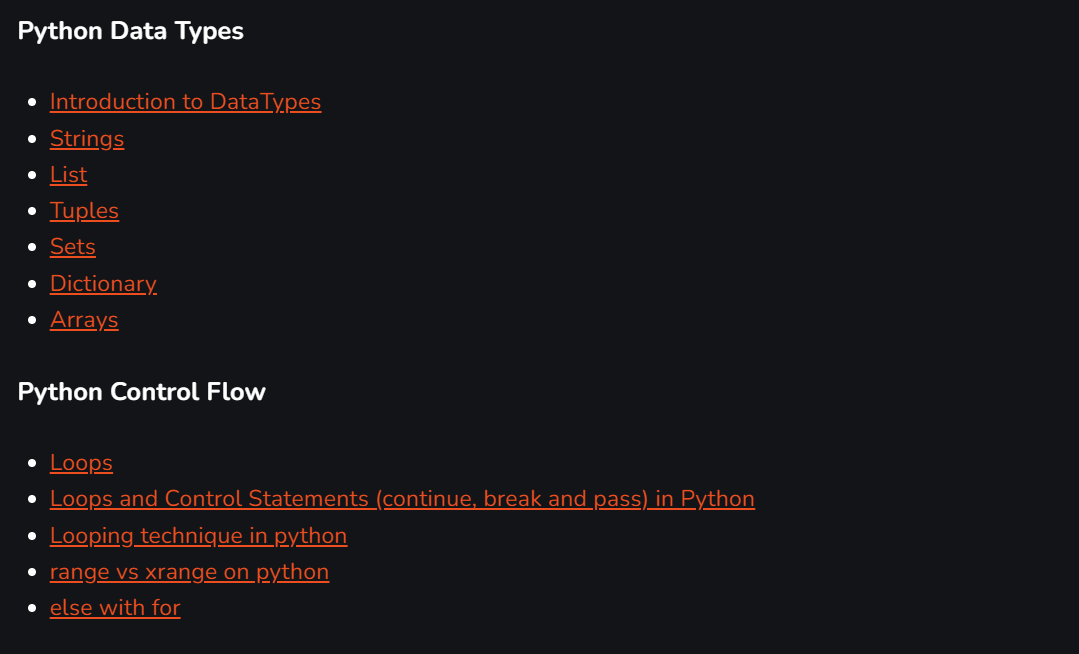 Python Data Types
Introduction to DataTypes
Strings
List
Tuples
Sets
Dictionary
Arrays
Python Control Flow
Loops
Loops and Control Statements (continue, break and pass) in Python
Looping technique in python
range vs xrange on python
else with for